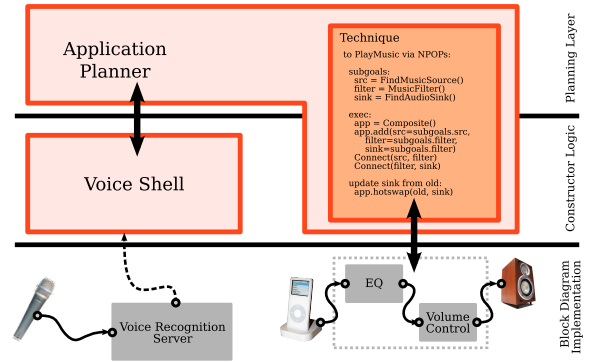 Application
Planner
Technique
to PlayMusic via NPOPs:
subgoals:
src = FindMusicSource()
filter = MusicFilter()
sink = FindAudioSink()
exec:
app = Composite()
app.add(src=subgoals.src,
filter=subgoals.filter,
sink=subgoals.filter)
Connect(src, filter)
Connect(filter, sink)
update sink from old:
app.hotswap(old, sink)
Planning Layer
Voice Shell
Constructor Logic
Voice Recognition
Server
EQ
Volume
Control
Block Diagram
Implementation